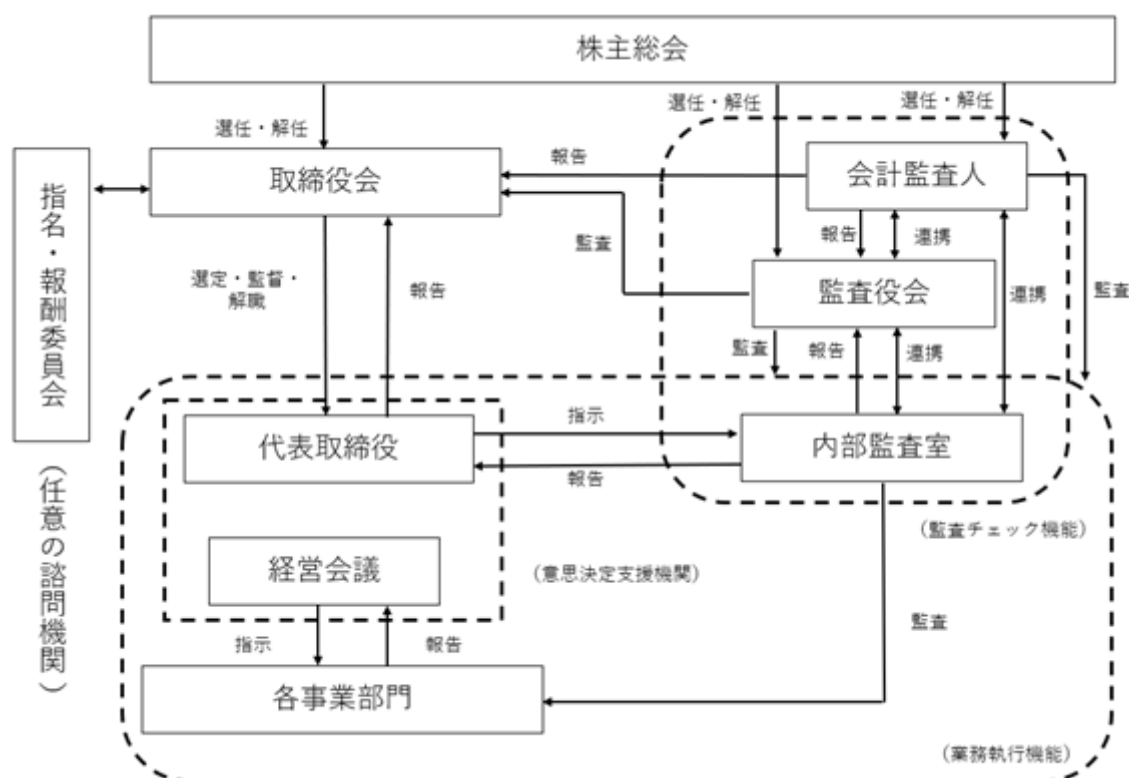 株主総会
選任・解任
選任・解任
選任・解任
指名・報酬委員会
(任意の諮問機関)
取締役会
報告
会計監査人
監査
報告
連携
選定・監督・
解職
報告
監査役会
連携
監査
監査
報告
連携
代表取締役
指示
報告
内部監査室
(監査チェック機能)
経営会議
(意思決定支援機関)
指示
報告
監査
各事業部門
(業務執行機能)